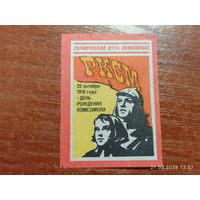 ГЕРОИЧЕСКИЙ ПУТЬ КОМСОМОЛА
РКСМ
29 октября
1918 года
-ДЕНЬ
РОЖДЕНИЯ
КОМСОМОЛА